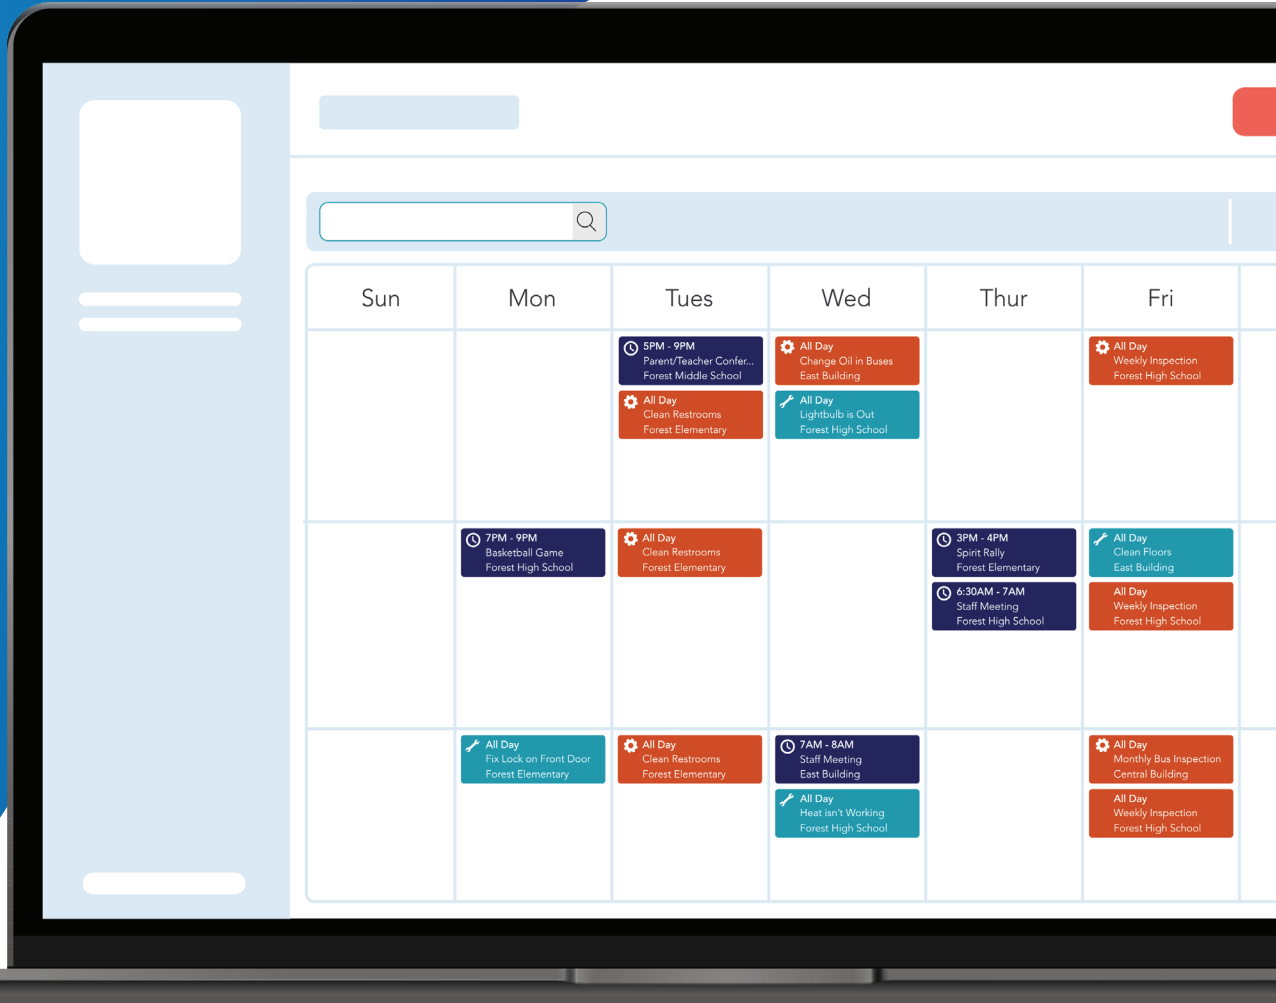 Sun
Mon
Tues
Wed
Thur
Fri
5PM - 9PM
Parent/Teacher Confer...
Forest Middle School
All Day
Clean Restrooms
Forest Elementary
All Day
Change Oil in Buses
East Building
All Day
Lightbulb is Out
Forest High School
All Day
Weekly Inspection
Forest High School
7PM - 9PM
Basketball Game
Forest High School
All Day
Clean Restrooms
Forest Elementary
3PM - 4PM
Spirit Rally
Forest Elementary
6:30AM - 7AM
Staff Meeting
Forest High School
All Day
Clean Floors
East Building
All Day
Weekly Inspection
Forest High School
All Day
Fix Lock on Front Door
Forest Elementary
All Day
Clean Restrooms
Forest Elementary
7AM - 8AM
Staff Meeting
East Building
All Day
Heat isn't Working
Forest High School
All Day
Monthly Bus Inspection
Central Building
All Day
Weekly Inspection
Forest High School